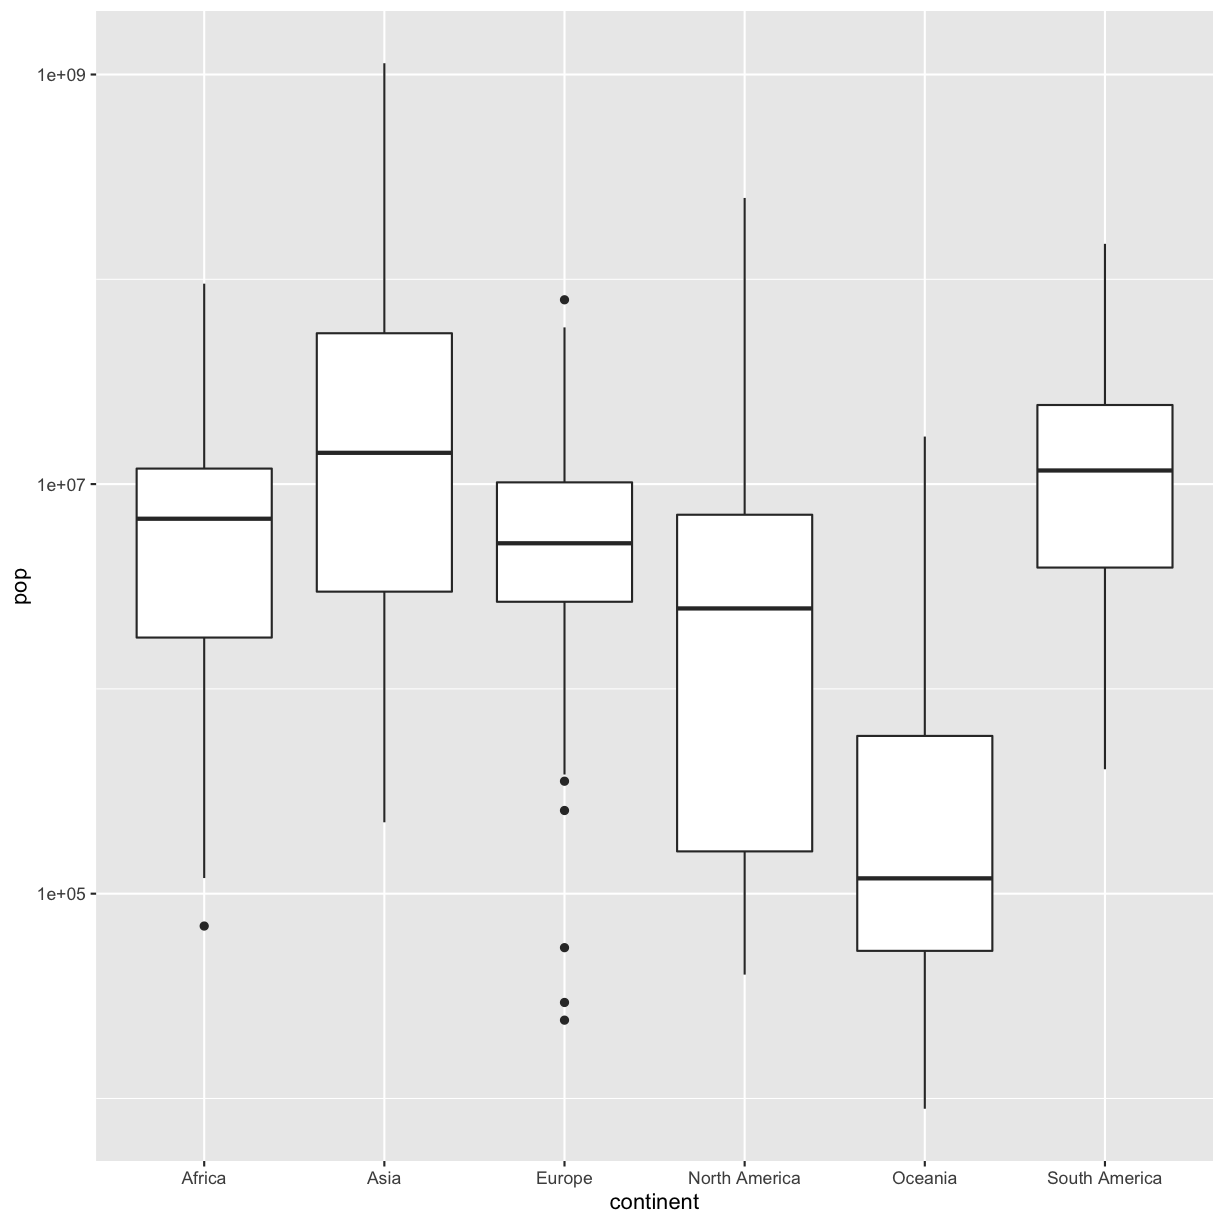 1e+09
1e+07
1e+05
pop
Africa
Asia
Europe
North America
Oceania
South America
continent